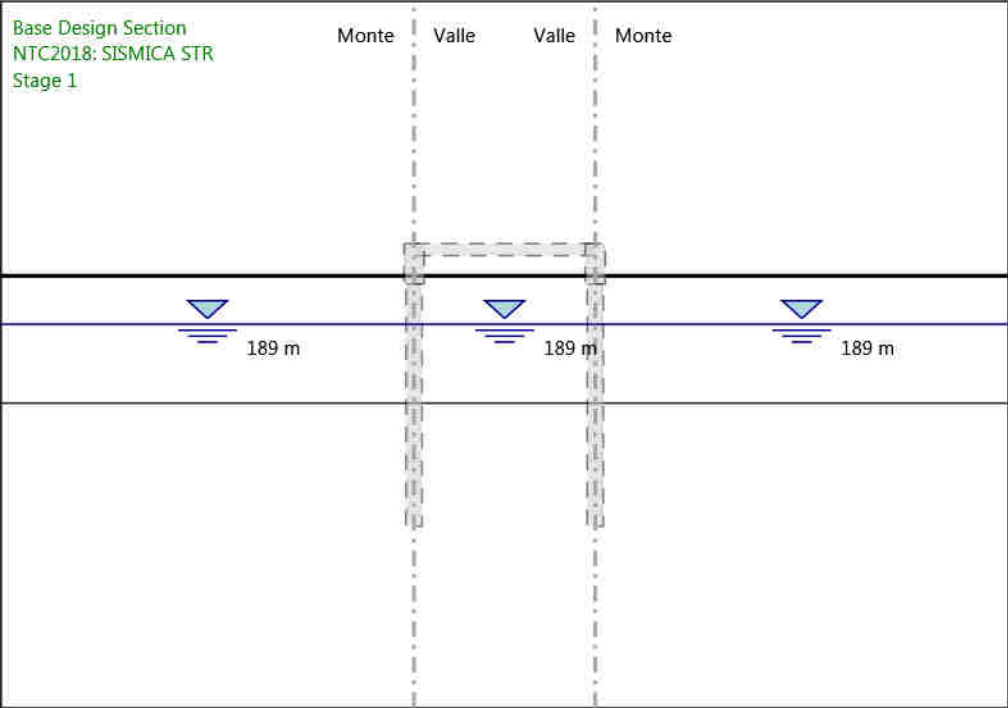 Base Design Section
NTC2018: SISMICA STR
Stage 1
Monte Valle Valle Monte
189 m 189 m 189 m